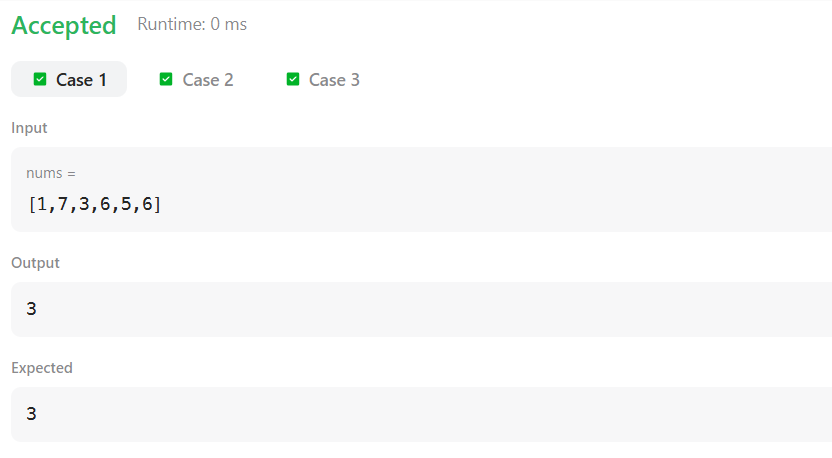 Accepted Runtime: 0 ms
Case 1 Case 2 Case 3
Input
nums =
[1,7,3,6,5,6]
Output
3
Expected
3